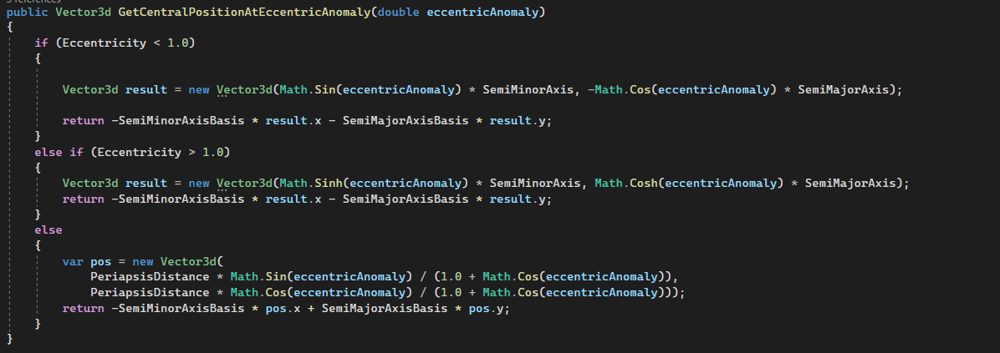 5 references
public Vector3d GetCentralPositionAtEccentricAnomaly(double eccentricAnomaly)
{
    if (Eccentricity < 1.0)
    {

        Vector3d result = new Vector3d(Math.Sin(eccentricAnomaly) * SemiMinorAxis, -Math.Cos(eccentricAnomaly) * SemiMajorAxis);

        return -SemiMinorAxisBasis * result.x - SemiMajorAxisBasis * result.y;
    }
    else if (Eccentricity > 1.0)
    {
        Vector3d result = new Vector3d(Math.Sinh(eccentricAnomaly) * SemiMinorAxis, Math.Cosh(eccentricAnomaly) * SemiMajorAxis);
        return -SemiMinorAxisBasis * result.x - SemiMajorAxisBasis * result.y;
    }
    else
    {
        var pos = new Vector3d(
            PeriapsisDistance * Math.Sin(eccentricAnomaly) / (1.0 + Math.Cos(eccentricAnomaly)),
            PeriapsisDistance * Math.Cos(eccentricAnomaly) / (1.0 + Math.Cos(eccentricAnomaly)));
        return -SemiMinorAxisBasis * pos.x + SemiMajorAxisBasis * pos.y;
    }
}